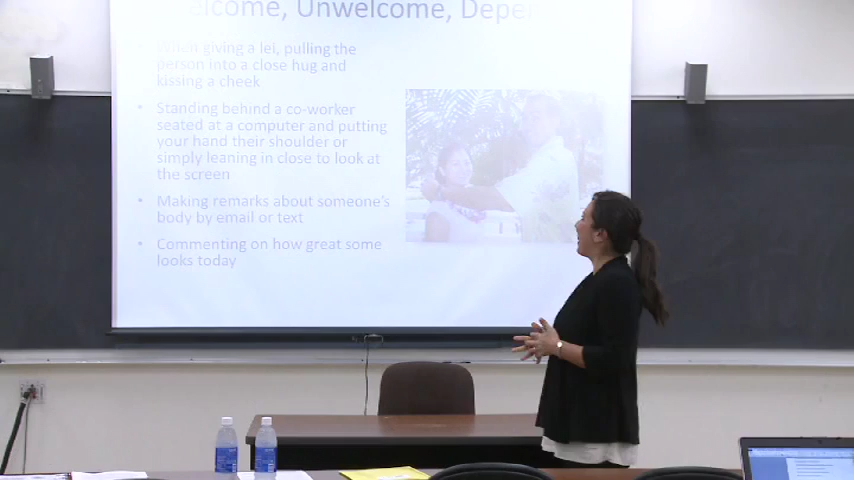 elcome, Unwelcome, Depen
• When giving a lei, pulling the
person into a close hug and
kissing a cheek
• Standing behind a co-worker
seated at a computer and putting
your hand their shoulder or
simply leaning in close to look at
the screen
• Making remarks about someone's
body by email or text
• Commenting on how great some
looks today